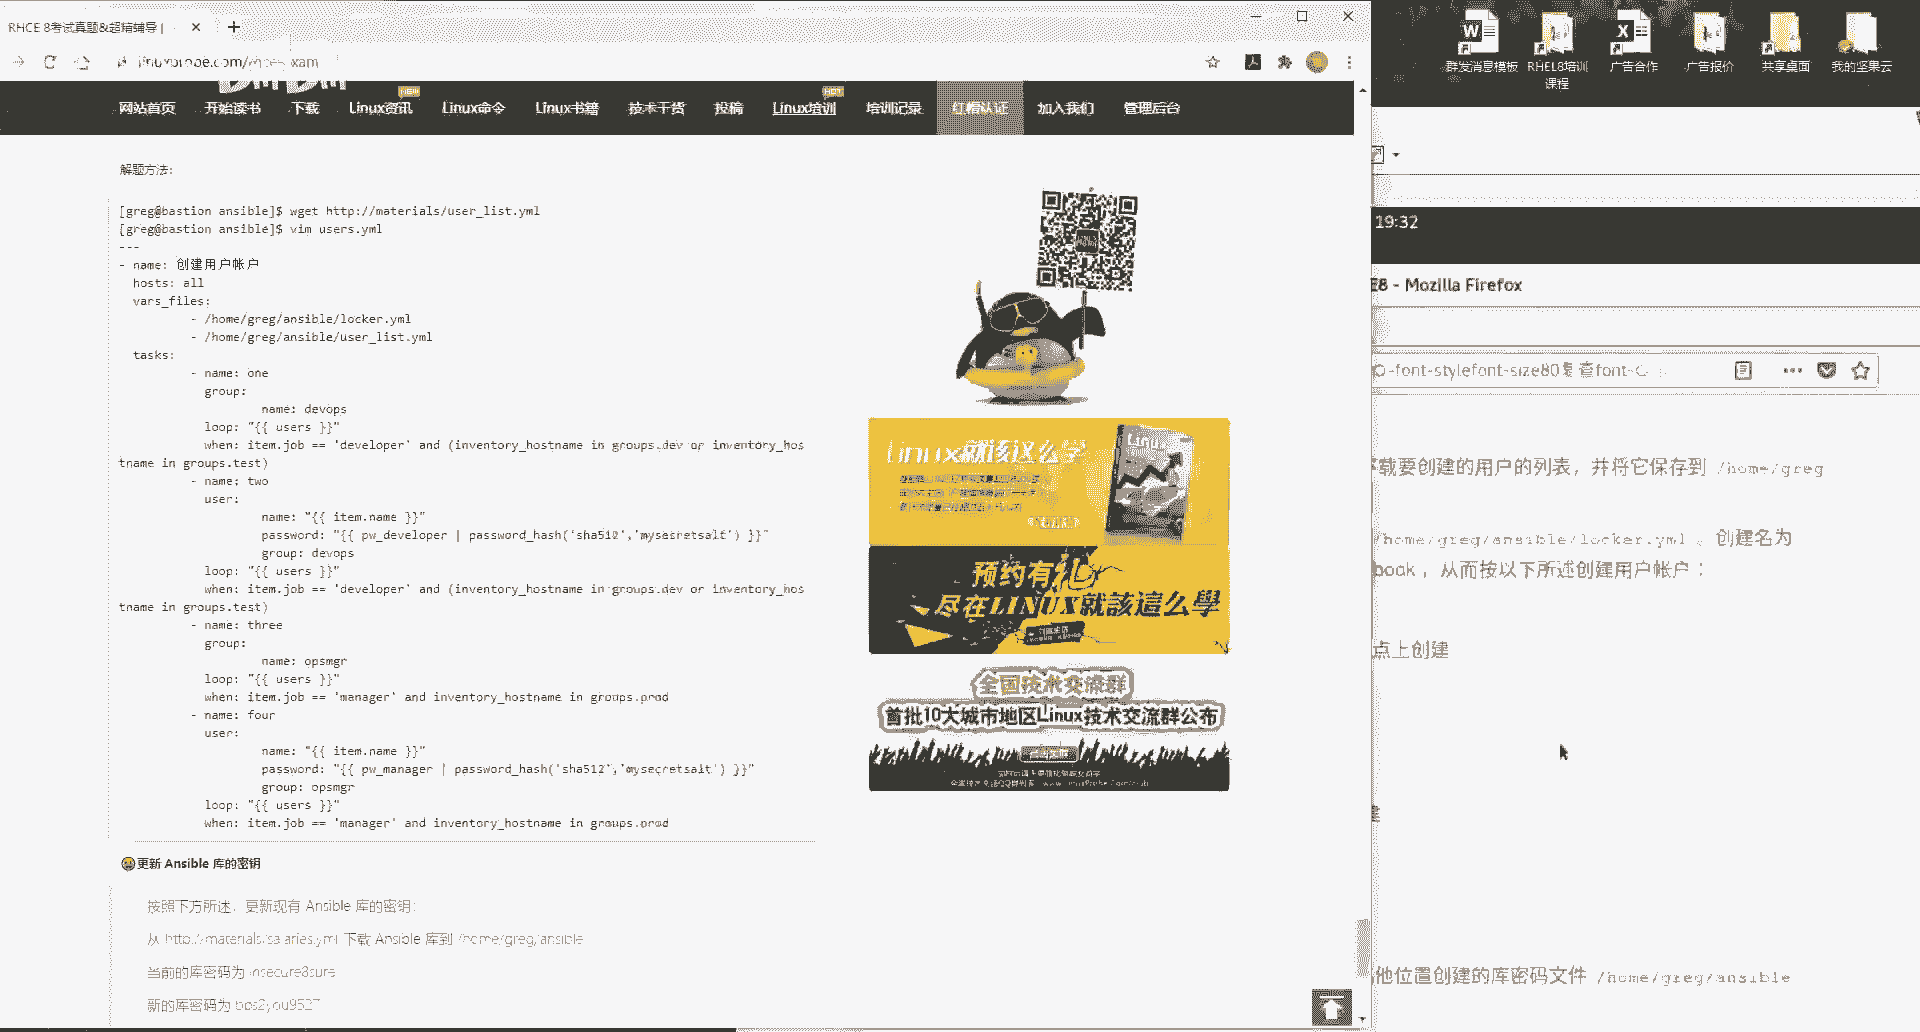 RHCE 8考试真题&超精辅导 |
网站首页 开始读书 下载 Linux资讯 Linux命令 Linux书籍 技术干货 投稿 Linux培训 培训记录 红帽认证 加入我们 管理后台
解题方法:
[greg@bastion ansible]$ wget http://materials/user_list.yml
[greg@bastion ansible]$ vim users.yml
---
- name: 创建用户帐户
hosts: all
vars_files:
- /home/greg/ansible/locker.yml
- /home/greg/ansible/user_list.yml
tasks:
- name: one
group:
name: devops
loop: "{{ users }}"
when: item.job == 'developer' and (inventory_hostname in groups.dev or inventory_hos
tname in groups.test)
- name: two
user:
name: "{{ item.name }}"
password: "{{ pw_developer | password_hash('sha512','mysecretsalt') }}"
group: devops
loop: "{{ users }}"
when: item.job == 'developer' and (inventory_hostname in groups.dev or inventory_hos
tname in groups.test)
- name: three
group:
name: opsmgr
loop: "{{ users }}"
when: item.job == 'manager' and inventory_hostname in groups.prod
- name: four
user:
name: "{{ item.name }}"
password: "{{ pw_manager | password_hash('sha512','mysecretsalt') }}"
group: opsmgr
loop: "{{ users }}"
when: item.job == 'manager' and inventory_hostname in groups.prod
更新 Ansible 库的密钥
按照下方所述，更新现有 Ansible 库的密钥:
从 http://materials/salaries.yml 下载 Ansible 库到 /home/greg/ansible
当前的库密码为 insecure8sure
新的库密码为
Linux就该这么学
预约有礼
尽在LINUX就該這么學
全国技术交流群
首批10大城市地区Linux技术交流群公布
群发消息模板 RHEL8培训 广告合作 广告报价 共享桌面 我的坚果云
课程
19:32
E8 - Mozilla Firefox
-font-stylefont-size80
载要创建的用户的列表，并将它保存到 /home/greg
/home/greg/ansible/locker.yml 。创建名为
book ，从而按以下所述创建用户帐户：
点上创建
建
他位置创建的库密码文件 /home/greg/ansible